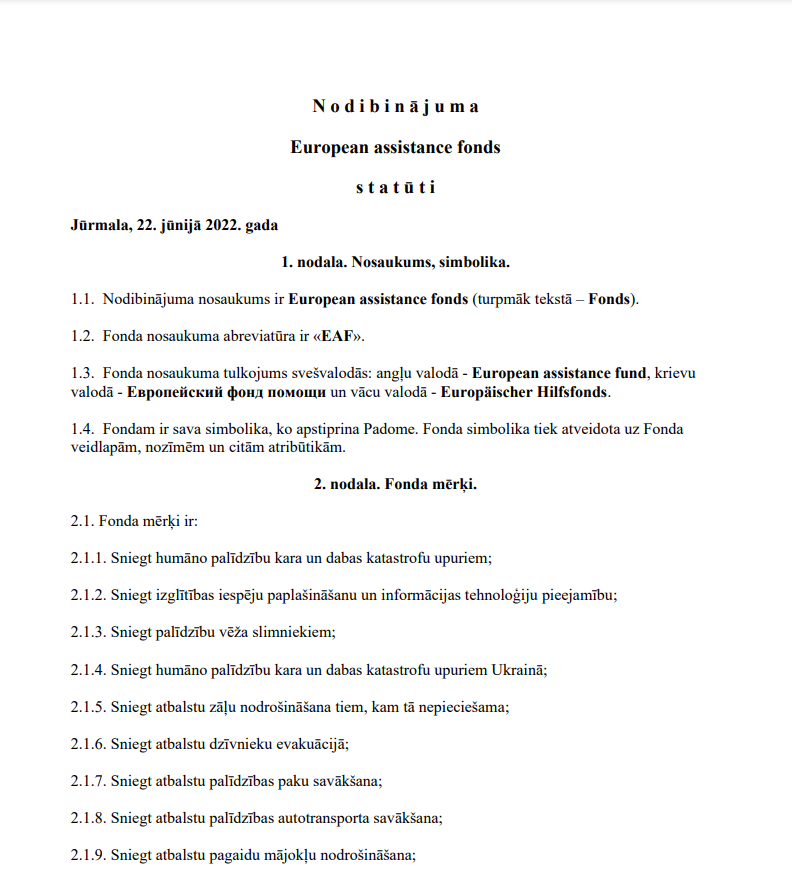 N o d i b i n ā j u m a
European assistance fonds
s t a t ū t i
Jūrmala, 22. jūnijā 2022. gada
1. nodala. Nosaukums, simbolika.
1.1. Nodibinājuma nosaukums ir European assistance fonds (turpmāk tekstā – Fonds).
1.2. Fonda nosaukuma abreviatūra ir «EAF».
1.3. Fonda nosaukuma tulkojums svešvalodās: angļu valodā - European assistance fund, krievu
valodā - Европейский фонд помощи un vācu valodā - Europäischer Hilfsfonds.
1.4. Fondam ir sava simbolika, ko apstiprina Padome. Fonda simbolika tiek atveidota uz Fonda
veidlapām, nozīmēm un citām atribūtikām.
2. nodala. Fonda mērķi.
2.1. Fonda mērķi ir:
2.1.1. Sniegt humāno palīdzību kara un dabas katastrofu upuriem;
2.1.2. Sniegt izglītības iespēju paplašināšanu un informācijas tehnoloģiju pieejamību;
2.1.3. Sniegt palīdzību vēža slimniekiem;
2.1.4. Sniegt humāno palīdzību kara un dabas katastrofu upuriem Ukrainā;
2.1.5. Sniegt atbalstu zāļu nodrošināšana tiem, kam tā nepieciešama;
2.1.6. Sniegt atbalstu dzīvnieku evakuācijā;
2.1.7. Sniegt atbalstu palīdzības paku savākšana;
2.1.8. Sniegt atbalstu palīdzības autotransporta savākšana;
2.1.9. Sniegt atbalstu pagaidu mājokļu nodrošināšana;